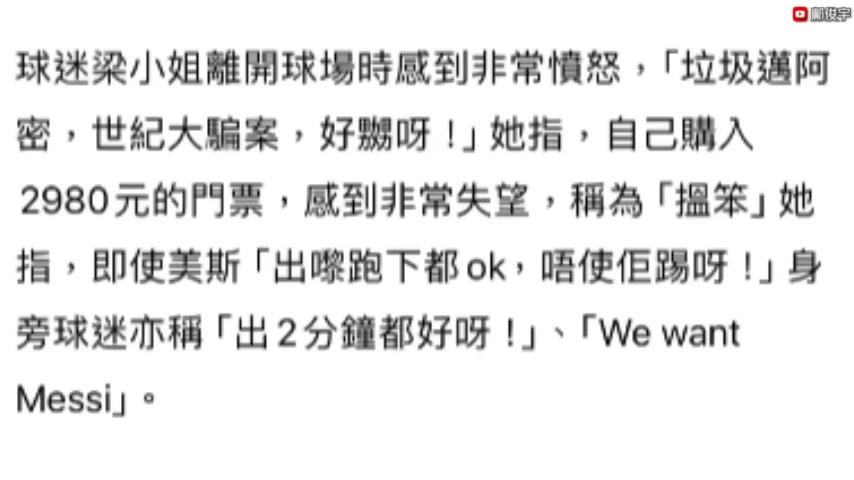 鄺俊宇
球迷梁小姐離開球場時感到非常憤怒，「垃圾邁阿
密，世紀大騙案，好嬲呀！」她指，自己購入
2980元的門票，感到非常失望，稱為「搵笨」她
指，即使美斯「出嚟跑下都ok，唔使佢踢呀！」身
旁球迷亦稱「出2分鐘都好呀！」、「We want
Messi」。